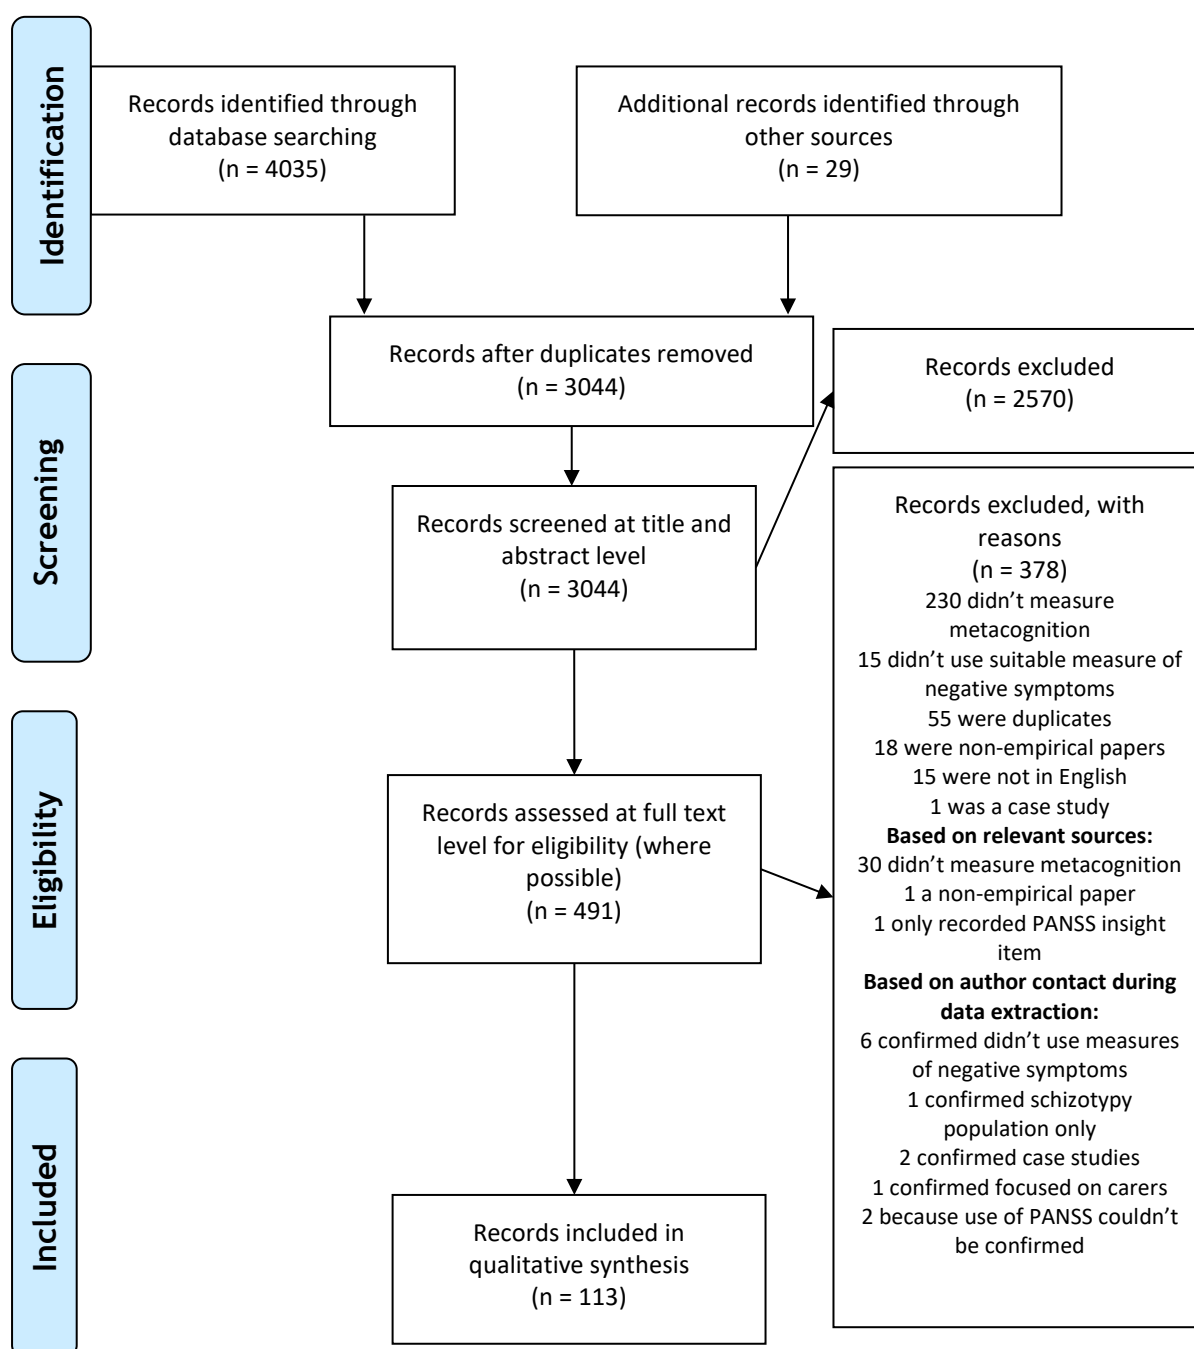 Identification
Records identified through
database searching
(n = 4035)
Additional records identified through
other sources
(n = 29)
Records after duplicates removed
(n = 3044)
Records excluded
(n = 2570)
Screening
Records screened at title and
abstract level
(n = 3044)
Records excluded, with
reasons
(n = 378)
230 didn’t measure
metacognition
15 didn’t use suitable measure of
negative symptoms
55 were duplicates
18 were non-empirical papers
15 were not in English
1 was a case study
Based on relevant sources:
30 didn’t measure metacognition
1 a non-empirical paper
1 only recorded PANSS insight
item
Based on author contact during
data extraction:
6 confirmed didn’t use measures
of negative symptoms
1 confirmed schizotypy
population only
2 confirmed case studies
1 confirmed focused on carers
2 because use of PANSS couldn’t
be confirmed
Eligibility
Records assessed at full text
level for eligibility (where
possible)
(n = 491)
Included
Records included in
qualitative synthesis
(n = 113)